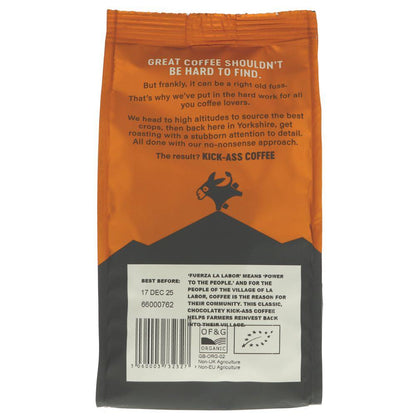 GREAT COFFEE SHOULDN'T
BE HARD TO FIND.
But frankly, it can be a right old fuss.
That's why we've put in the hard work for all
you coffee lovers.
We head to high altitudes to source the best
crops, then back here in Yorkshire, get
roasting with a stubborn attention to detail.
All done with our no-nonsense approach.
The result? KICK-ASS COFFEE
'FUERZA LA LABOR' MEANS 'POWER
TO THE PEOPLE,' AND FOR THE
PEOPLE OF THE VILLAGE OF LA
LABOR, COFFEE IS THE REASON FOR
THEIR COMMUNITY. THIS CLASSIC,
CHOCOLATEY KICK-ASS COFFEE
HELPS FARMERS REINVEST BACK
INTO THEIR VILLAGE.
BEST BEFORE:
17 DEC 25
66000762
OF&G
ORGANIC
GB-ORG-02
Non-UK Agriculture
Non-EU Agriculture